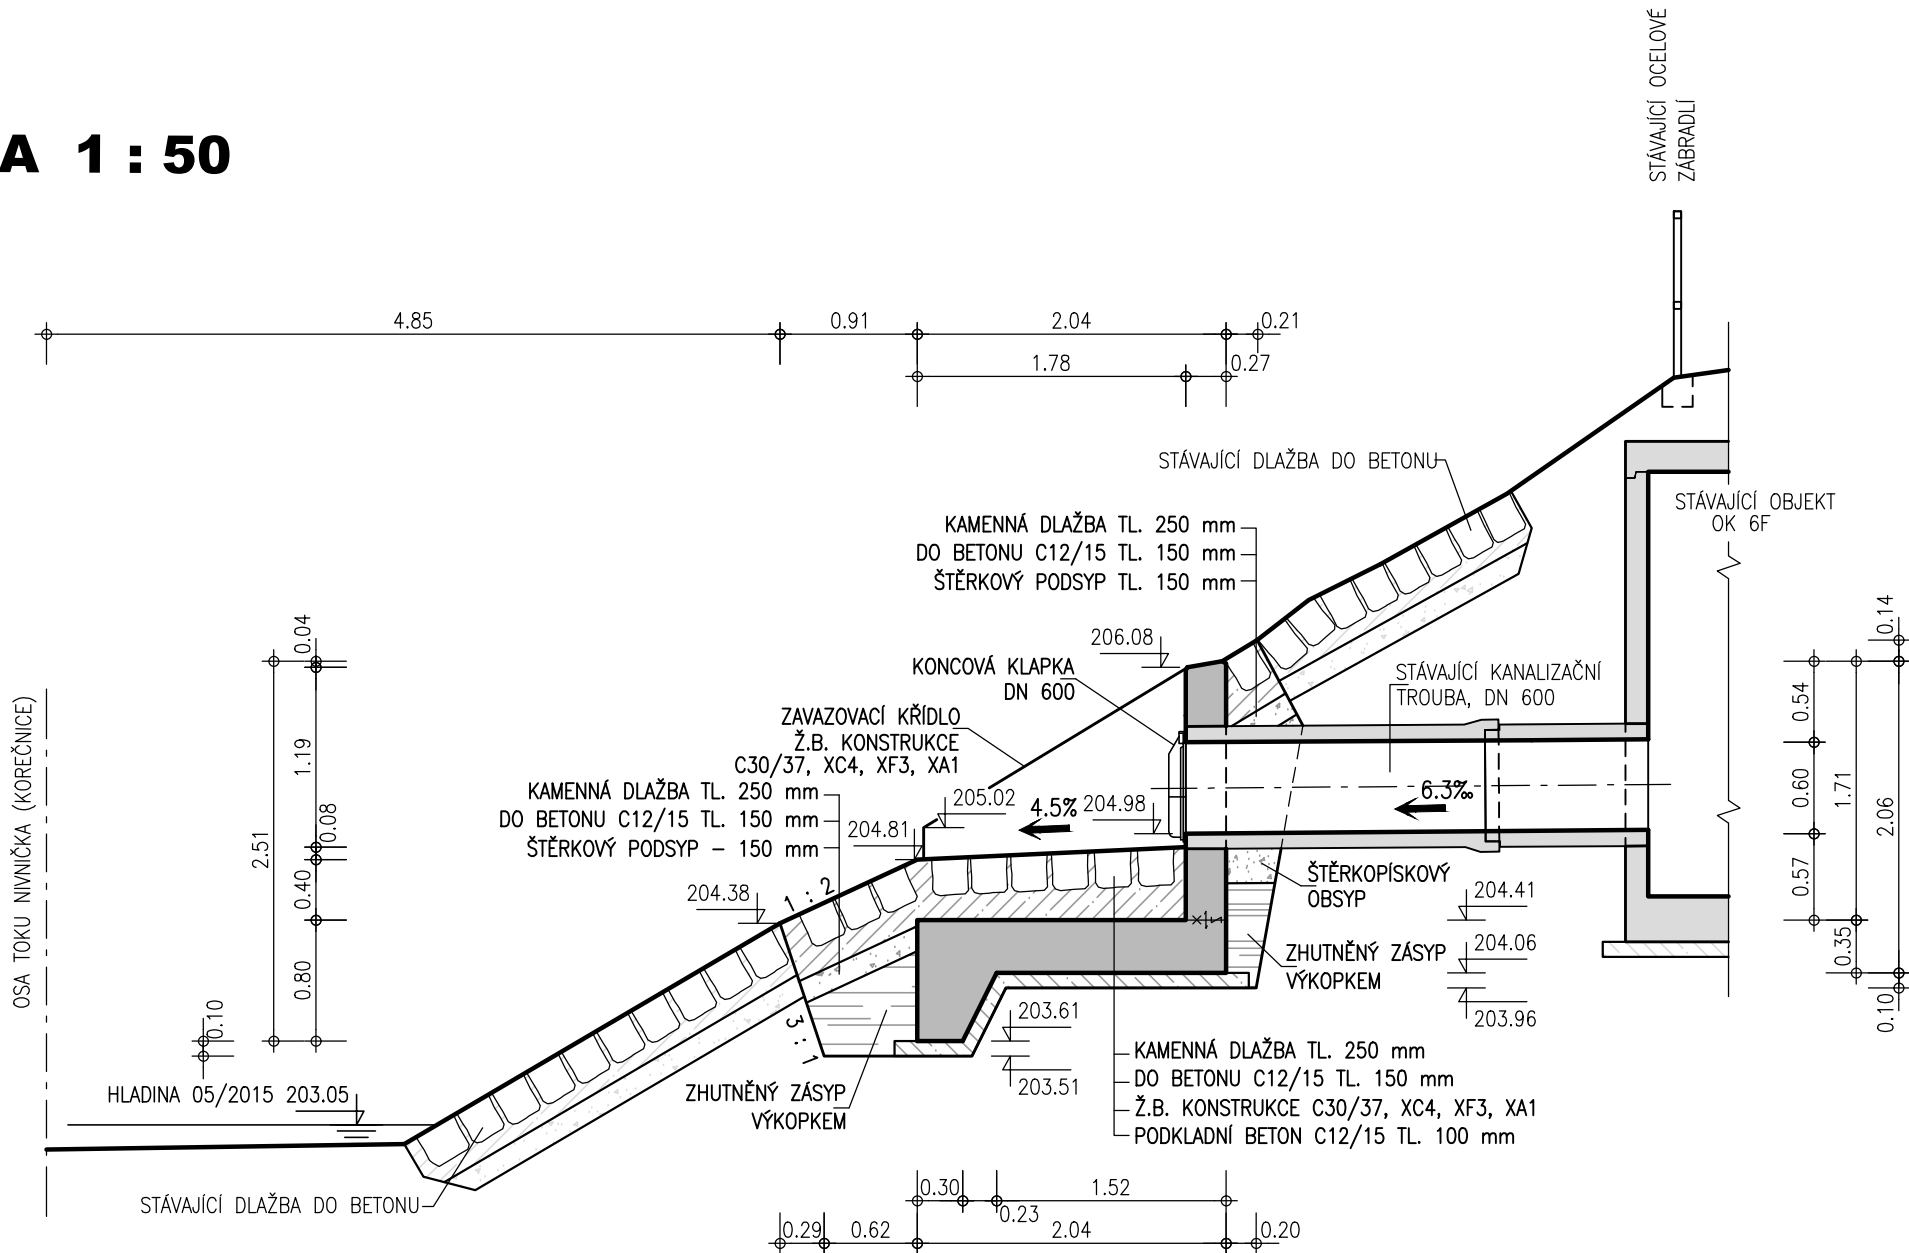 A 1 : 50
STÁVAJÍCÍ OCELOVÉ
ZÁBRADLÍ
4.85
0.91
2.04
0.21
1.78
0.27
STÁVAJÍCÍ DLAŽBA DO BETONU
STÁVAJÍCÍ OBJEKT
OK 6F
KAMENNÁ DLAŽBA TL. 250 mm
DO BETONU C12/15 TL. 150 mm
ŠTĚRKOVÝ PODSYP TL. 150 mm
206.08
KONCOVÁ KLAPKA
DN 600
STÁVAJÍCÍ KANALIZAČNÍ
TROUBA, DN 600
ZAVAZOVACÍ KŘÍDLO
Ž.B. KONSTRUKCE
C30/37, XC4, XF3, XA1
KAMENNÁ DLAŽBA TL. 250 mm
DO BETONU C12/15 TL. 150 mm
ŠTĚRKOVÝ PODSYP – 150 mm
205.02
4.5%
204.98
6.3‰
204.81
204.38
1 : 2
3 : 1
OSA TOKU NIVNIČKA (KOREČNICE)
0.04
1.19
0.08
2.51
0.40
0.80
0.10
0.14
0.54
0.60
1.71
2.06
0.57
0.35
0.10
ŠTĚRKOPÍSKOVÝ
OBSYP
204.41
204.06
203.96
ZHUTNĚNÝ ZÁSYP
VÝKOPKEM
203.61
203.51
HLADINA 05/2015 203.05
ZHUTNĚNÝ ZÁSYP
VÝKOPKEM
KAMENNÁ DLAŽBA TL. 250 mm
DO BETONU C12/15 TL. 150 mm
Ž.B. KONSTRUKCE C30/37, XC4, XF3, XA1
PODKLADNÍ BETON C12/15 TL. 100 mm
STÁVAJÍCÍ DLAŽBA DO BETONU
0.30
1.52
0.23
0.29
0.62
2.04
0.20